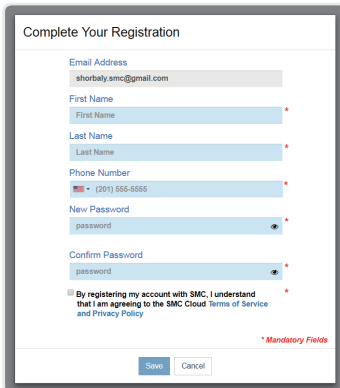 Complete Your Registration
Email Address
shorbaly.smc@gmail.com
First Name
First Name
*
Last Name
Last Name
*
Phone Number
(201) 555-5555
*
New Password
password
*
Confirm Password
password
*
By registering my account with SMC, I understand *
that I am agreeing to the SMC Cloud Terms of Service
and Privacy Policy
* Mandatory Fields
Save Cancel